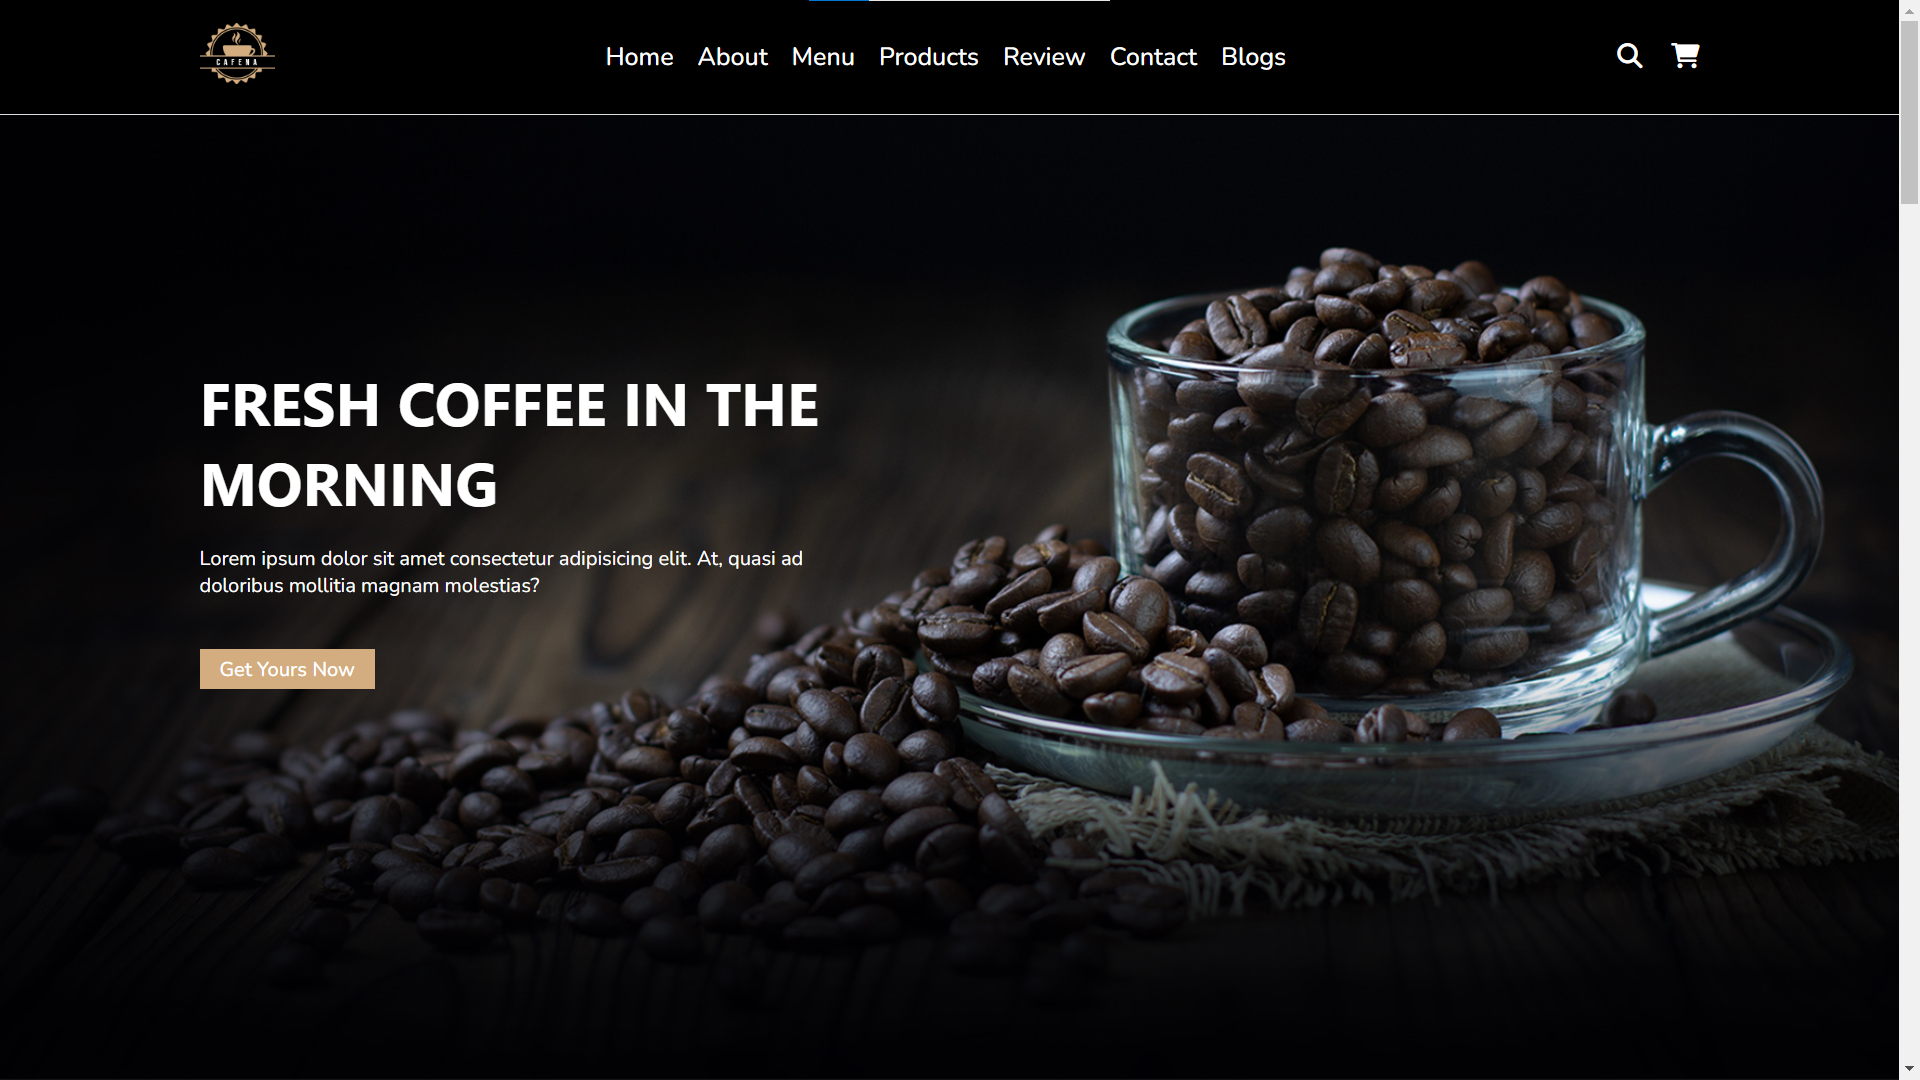 CAFENA
Home About Menu Products Review Contact Blogs
FRESH COFFEE IN THE
MORNING
Lorem ipsum dolor sit amet consectetur adipisicing elit. At, quasi ad
doloribus mollitia magnam molestias?
Get Yours Now